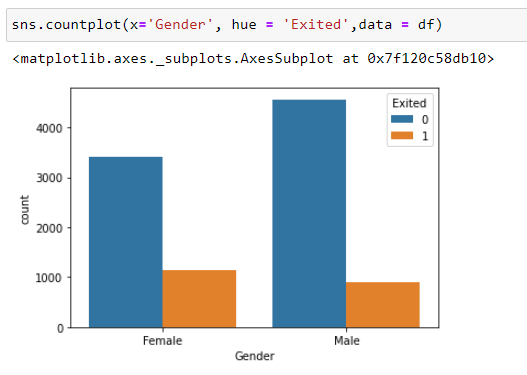 sns.countplot(x='Gender', hue = 'Exited',data = df)
<matplotlib.axes._subplots.AxesSubplot at 0x7f120c58db10>
Exited
0
1
4000
3000
2000
1000
0
count
Female
Male
Gender